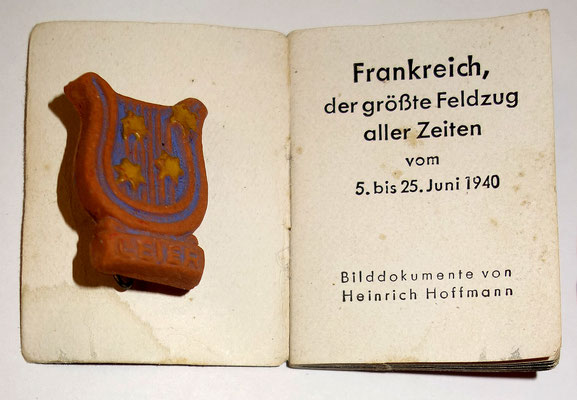 Frankreich,
der größte Feldzug
aller Zeiten
vom
5. bis 25. Juni 1940
Bilddokumente von
Heinrich Hoffmann